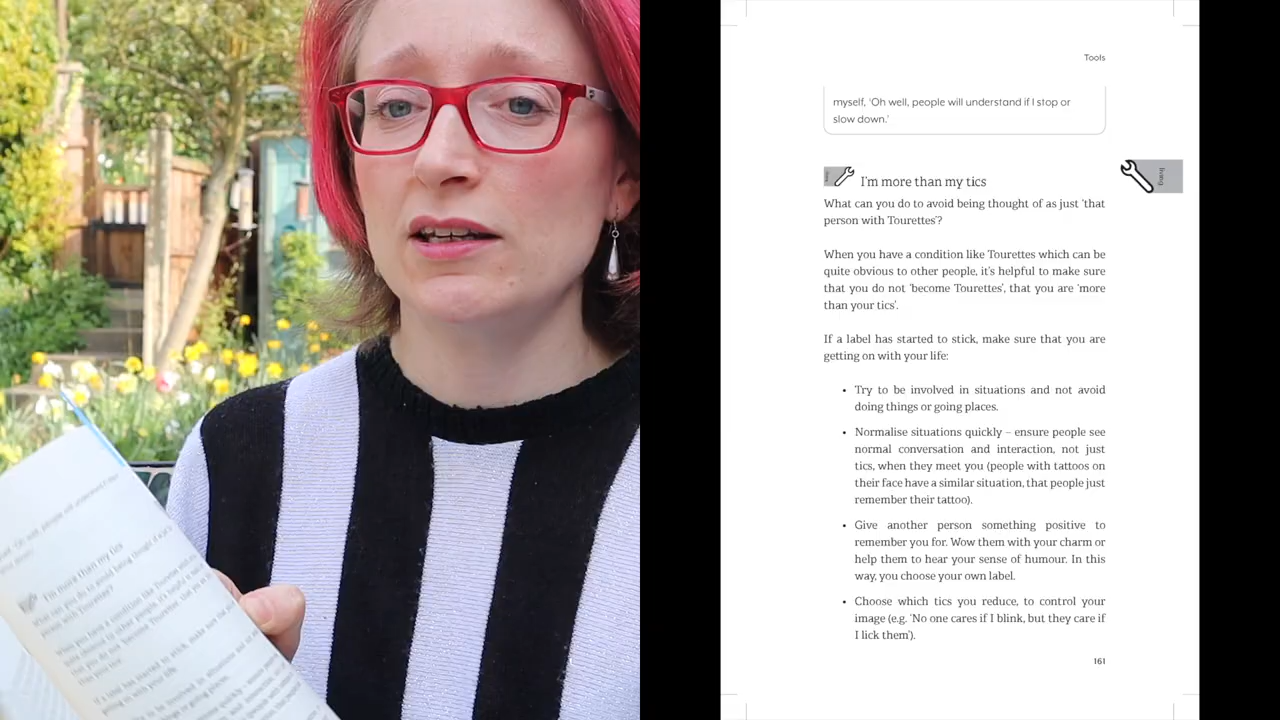 Tools
myself, ‘Oh well, people will understand if I stop or
slow down.’
I'm more than my tics
What can you do to avoid being thought of as just ‘that
person with Tourettes’?
When you have a condition like Tourettes which can be
quite obvious to other people, it's helpful to make sure
that you do not ‘become Tourettes’, that you are ‘more
than your tics’.
If a label has started to stick, make sure that you are
getting on with your life:
• Try to be involved in situations and not avoid
doing things or going places.
• Normalise situations quickly – ensure people see
normal conversation and interaction, not just
tics, when they meet you (people with tattoos on
their face have a similar situation, that people just
remember their tattoo).
• Give another person something positive to
remember you for. Wow them with your charm or
help them to hear your sense of humour. In this
way, you choose your own label.
• Choose which tics you reduce, to control your
image (e.g. ‘No one cares if I blink, but they care if
I lick them’).
161